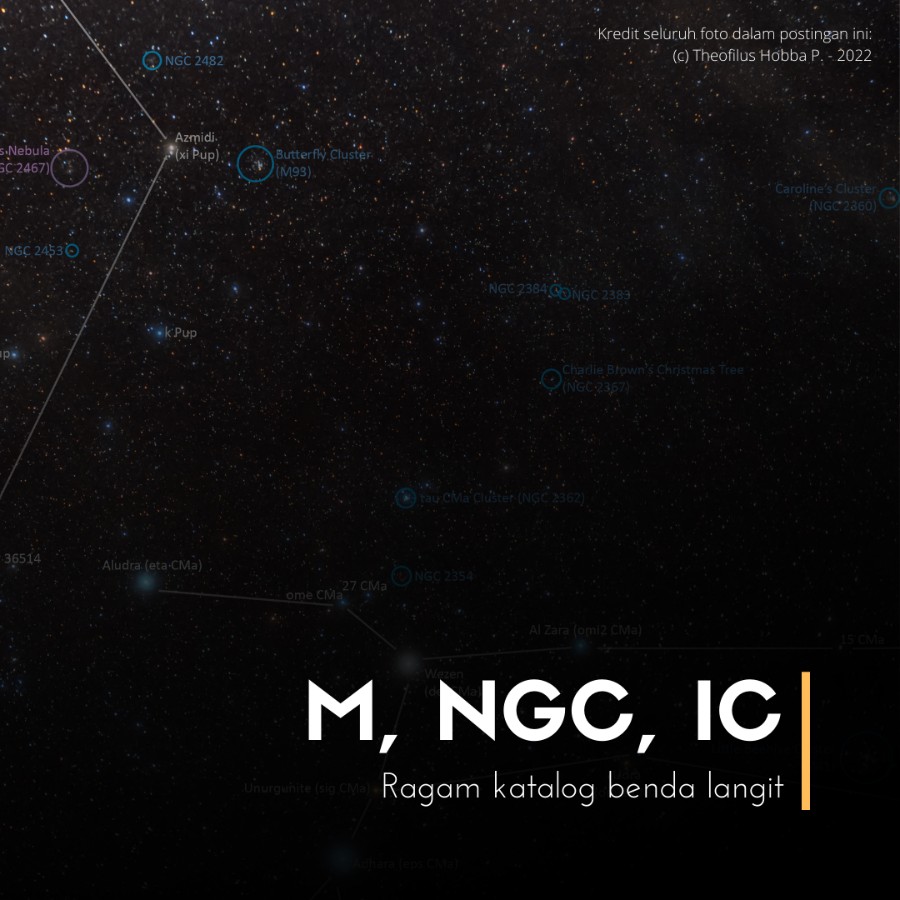 Kredit seluruh foto dalam postingan ini:
(c) Theofilus Hobba P. - 2022
NGC 2482
Azmidi
(xi Pup)
s Nebula
GC 2467)
Butterfly Cluster
(M93)
Caroline's Cluster
(NGC 2360)
NGC 2453
NGC 2384
NGC 2383
k Pup
up
Charlie Brown's Christmas Tree
(NGC 2367)
tau CMa Cluster (NGC 2362)
36514
Aludra (eta CMa)
NGC 2354
27 CMa
ome CMa
Al Zara (omi2 CMa)
15 CMa
Wezen
M, NGC, IC
Unurgunite (sig CMa)
Ragam katalog benda langit
Adhara (eps CMa)